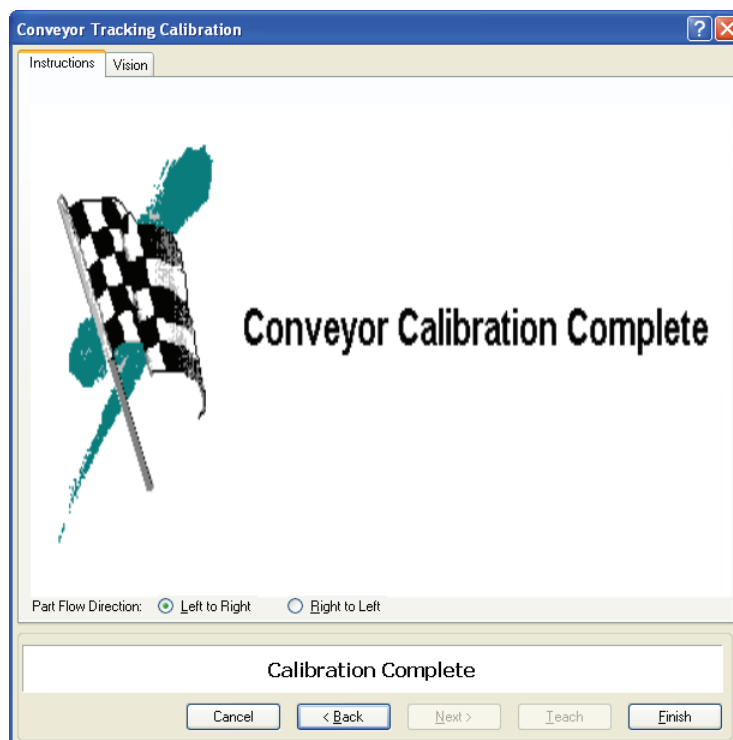 Conveyor Tracking Calibration
Instructions Vision
Conveyor Calibration Complete
Part Flow Direction: Left to Right Right to Left
Calibration Complete
Cancel < Back Next > Teach Finish